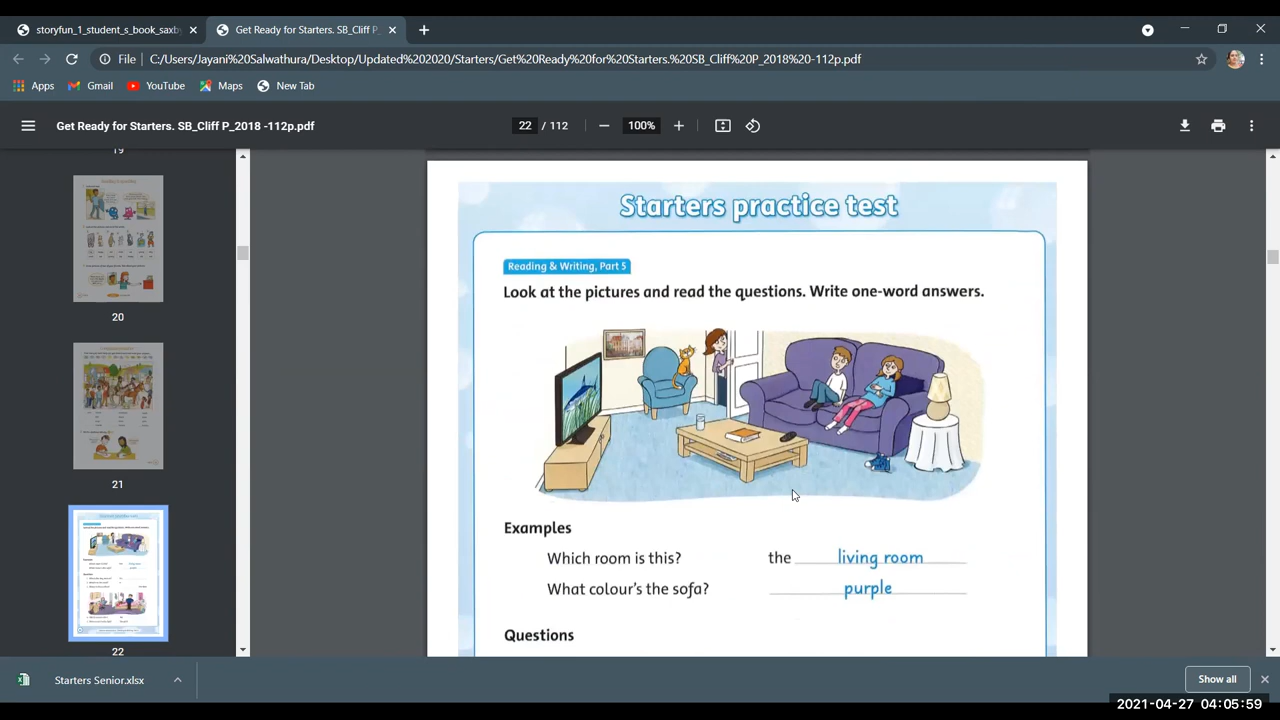 storyfun_1_student_s_book_saxb
Get Ready for Starters. SB_Cliff P_
File
C:/Users/Jayani%20Salwathura/Desktop/Updated%202020/Starters/Get%20Ready%20for%20Starters.%20SB_Cliff%20P_2018%20-112p.pdf
Apps
Gmail
YouTube
Maps
New Tab
Get Ready for Starters. SB_Cliff P_2018 -112p.pdf
22 / 112
100%
19
20
21
22
Starters practice test
Reading & Writing, Part 5
Look at the pictures and read the questions. Write one-word answers.
Examples
Which room is this? the living room
What colour's the sofa? purple
Questions
Starters Senior.xlsx
Show all
2021-04-27 04:05:59